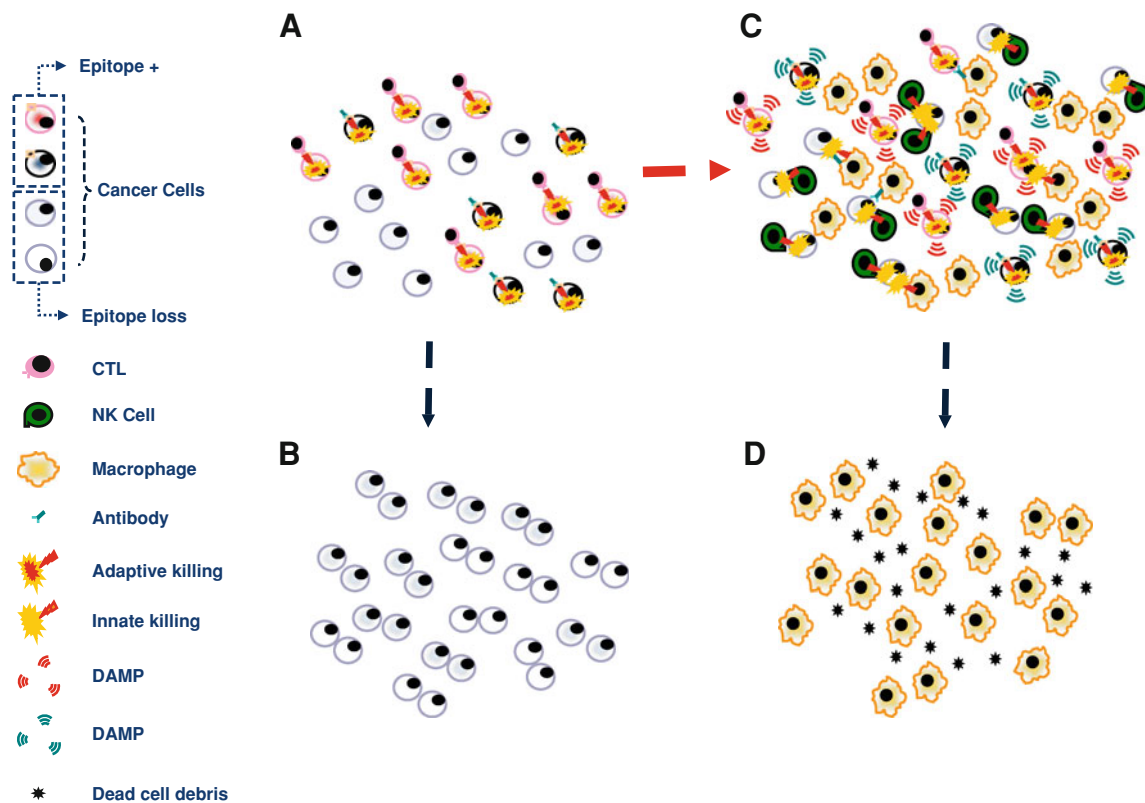 A
C
Epitope +
Cancer Cells
Epitope loss
CTL
NK Cell
B
D
Macrophage
Antibody
Adaptive killing
Innate killing
DAMP
DAMP
Dead cell debris